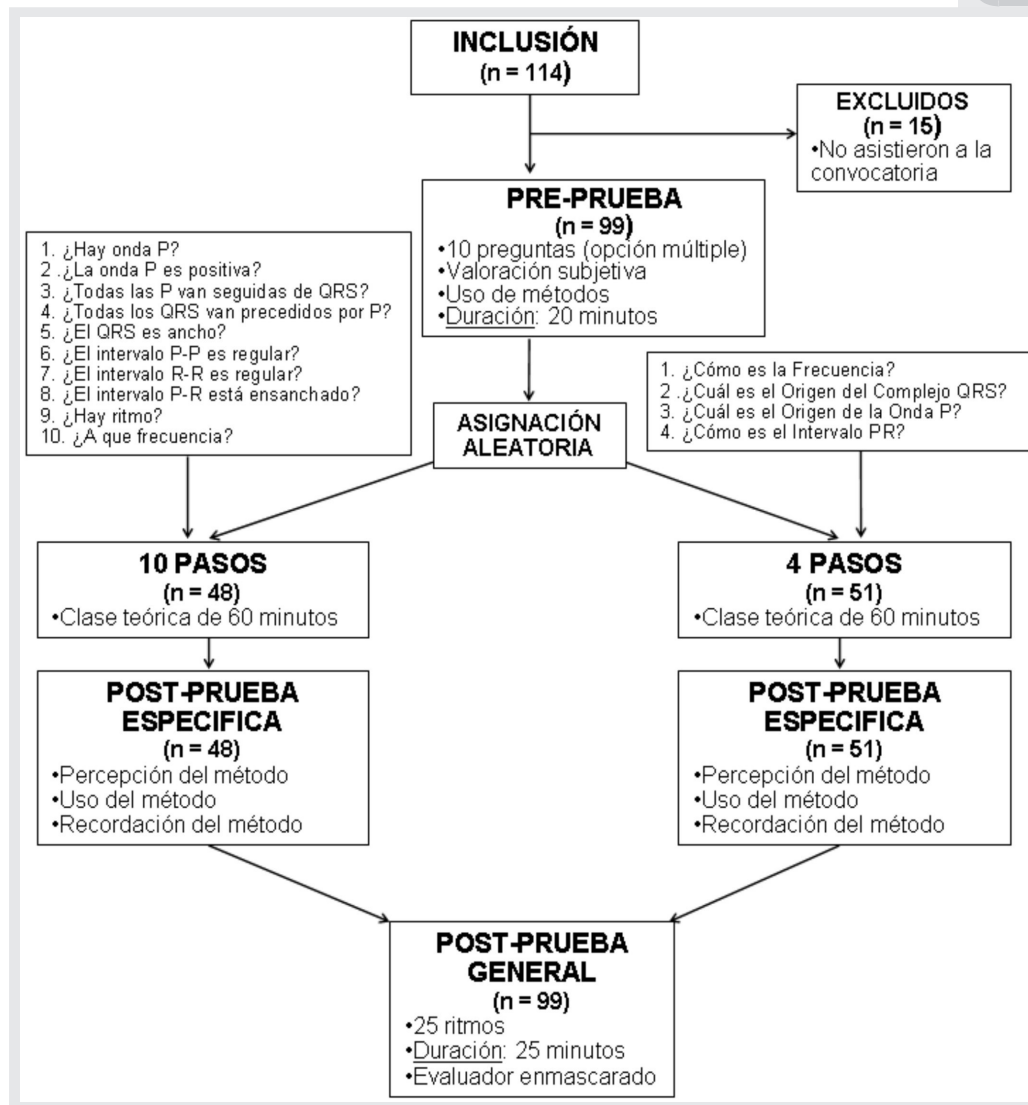 INCLUSIÓN
(n = 114)
EXCLUIDOS
(n = 15)
•No asistieron a la
convocatoria
PRE-PRUEBA
(n = 99)
•10 preguntas (opción múltiple)
•Valoración subjetiva
•Uso de métodos
•Duración: 20 minutos
1. ¿Hay onda P?
2 .¿La onda P es positiva?
3. ¿Todas las P van seguidas de QRS?
4. ¿Todos los QRS van precedidos por P?
5. ¿El QRS es ancho?
6. ¿El intervalo P-P es regular?
7. ¿El intervalo R-R es regular?
8. ¿El intervalo P-R está ensanchado?
9. ¿Hay ritmo?
10. ¿A que frecuencia?
1. ¿Cómo es la Frecuencia?
2 .¿Cuál es el Origen del Complejo QRS?
3. ¿Cuál es el Origen de la Onda P?
4. ¿Cómo es el Intervalo PR?
ASIGNACIÓN
ALEATORIA
10 PASOS
(n = 48)
•Clase teórica de 60 minutos
4 PASOS
(n = 51)
•Clase teórica de 60 minutos
POST-PRUEBA
ESPECIFICA
(n = 48)
•Percepción del método
•Uso del método
•Recordación del método
POST-PRUEBA
ESPECIFICA
(n = 51)
•Percepción del método
•Uso del método
•Recordación del método
POST-PRUEBA
GENERAL
(n = 99)
•25 ritmos
•Duración: 25 minutos
•Evaluador enmascarado